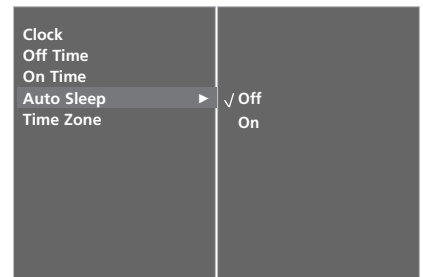 Clock
Off Time
On Time
Auto Sleep ► √ Off
Time Zone On